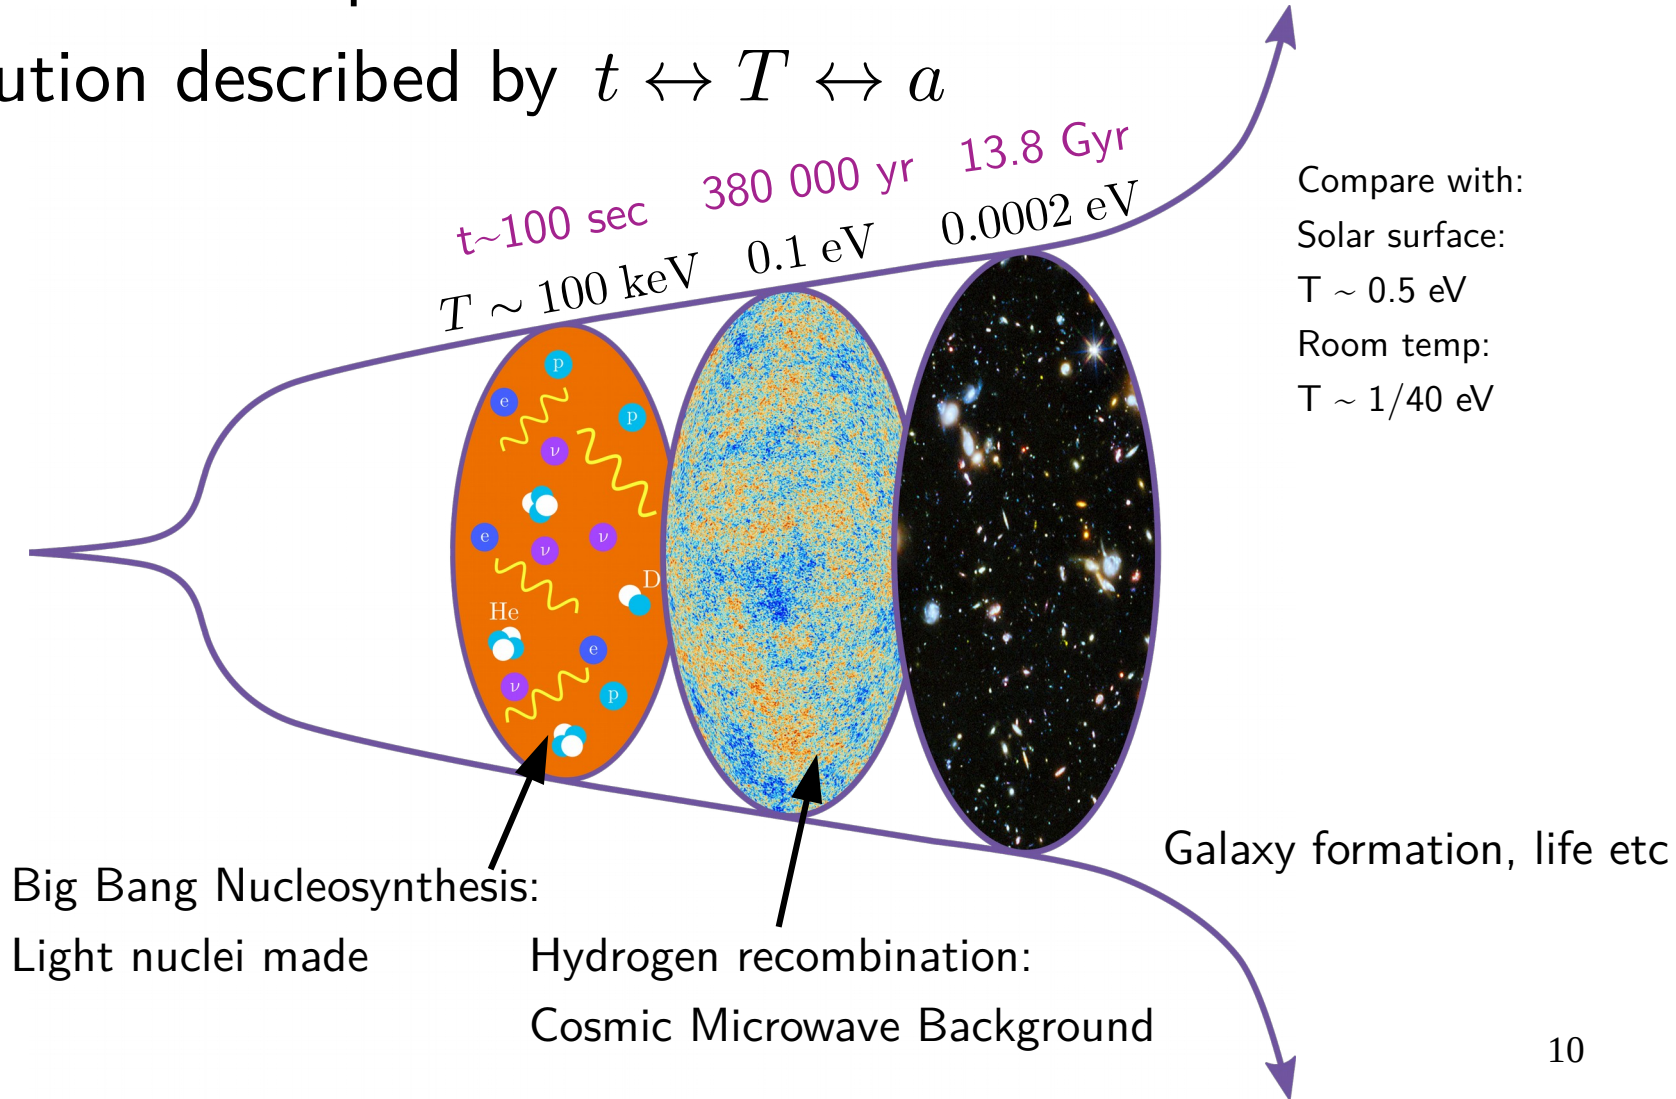 ution described by t ↔ T ↔ a
t~100 sec
380 000 yr
13.8 Gyr
T ∼ 100 keV
0.1 eV
0.0002 eV
Compare with:
Solar surface:
T ~ 0.5 eV
Room temp:
T ~ 1/40 eV
p
e
p
ν
e
ν
ν
D
He
e
ν
p
Big Bang Nucleosynthesis:
Light nuclei made
Hydrogen recombination:
Cosmic Microwave Background
Galaxy formation, life etc
10